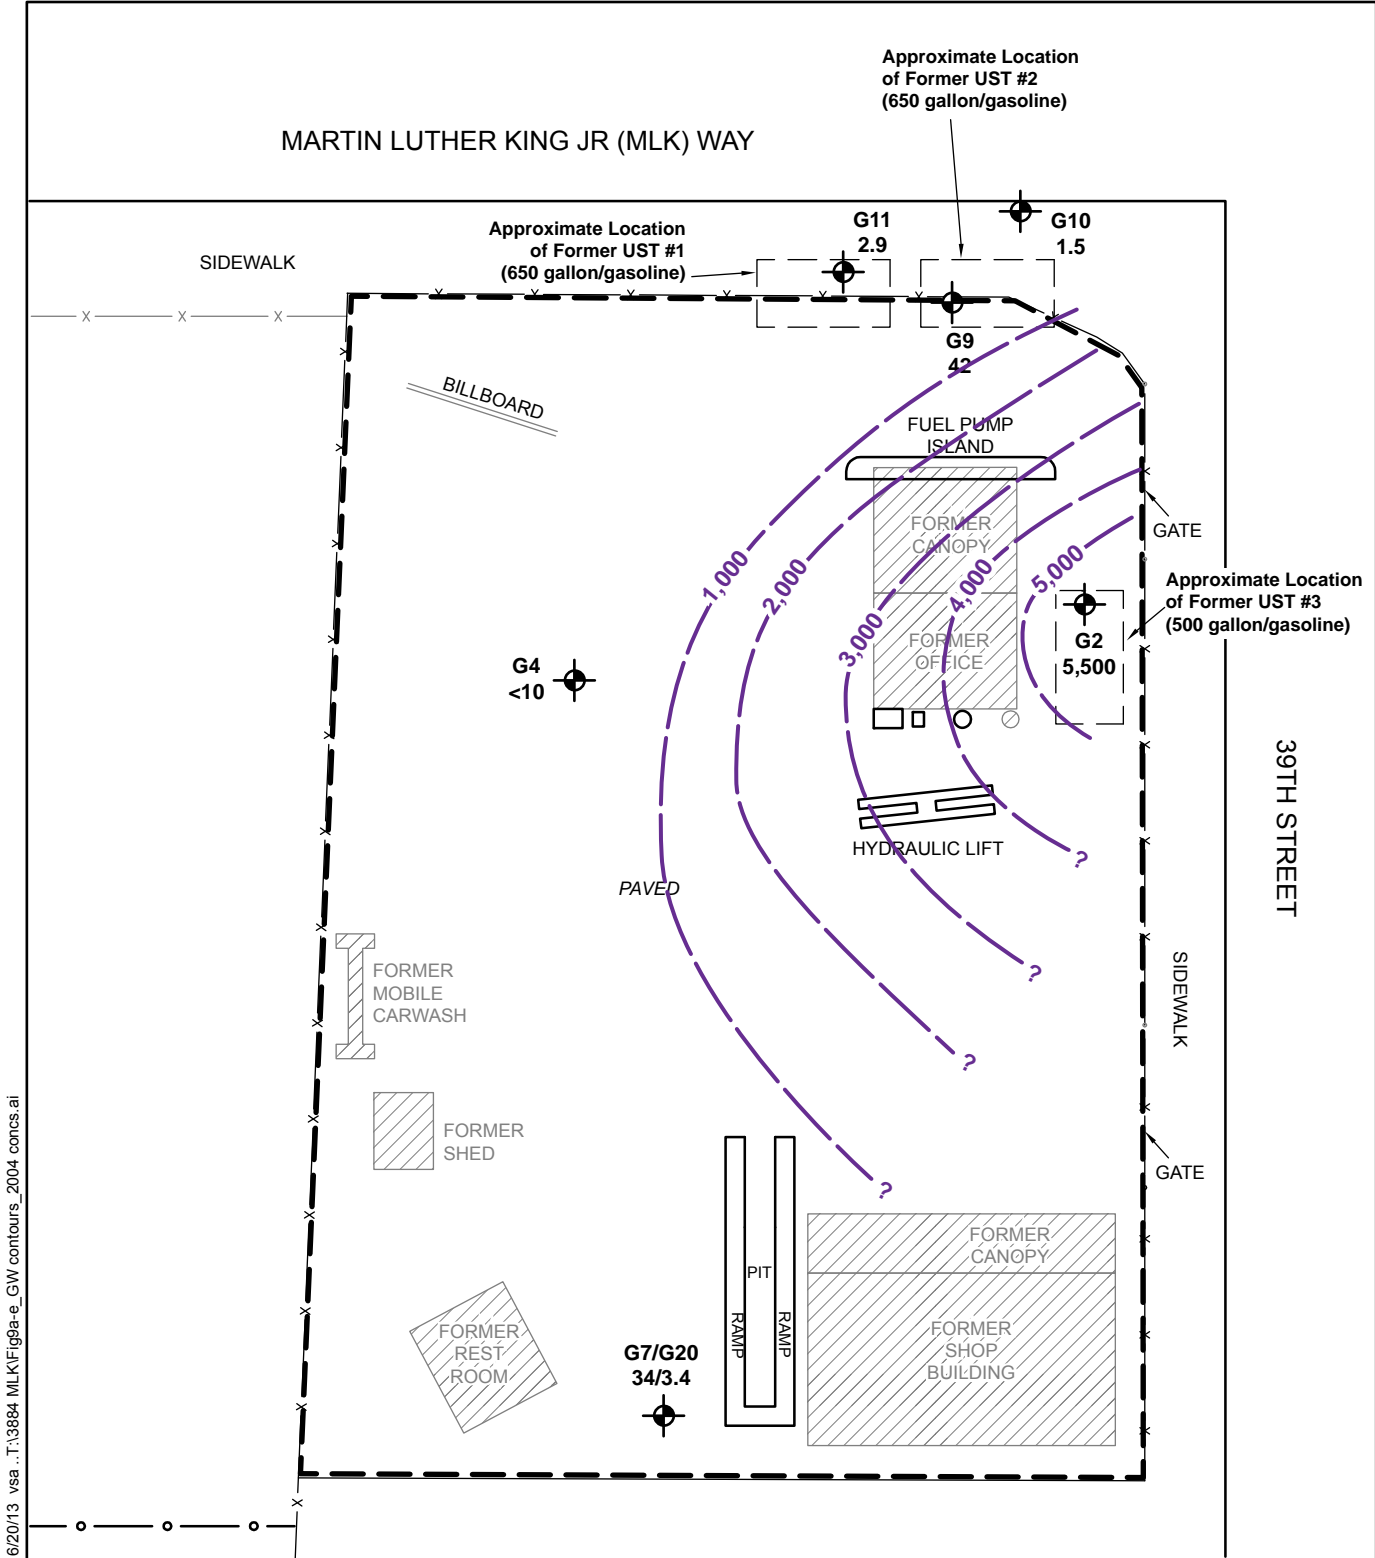 Approximate Location
of Former UST #2
(650 gallon/gasoline)
MARTIN LUTHER KING JR (MLK) WAY
G11
2.9
G10
1.5
Approximate Location
of Former UST #1
(650 gallon/gasoline)
SIDEWALK
G9
42
BILLBOARD
FUEL PUMP
ISLAND
FORMER
CANOPY
GATE
1,000
2,000
3,000
4,000
5,000
Approximate Location
of Former UST #3
(500 gallon/gasoline)
G2
5,500
FORMER
OFFICE
G4
<10
39TH STREET
HYDRAULIC LIFT
?
PAVED
?
SIDEWALK
FORMER
MOBILE
CARWASH
?
FORMER
SHED
GATE
?
FORMER
CANOPY
PIT
RAMP
RAMP
FORMER
SHOP
BUILDING
FORMER
REST
ROOM
G7/G20
34/3.4
6/20/13 vsa ..T:\3884 MLK\Fig9a-e_GW contours_2004 concs.ai